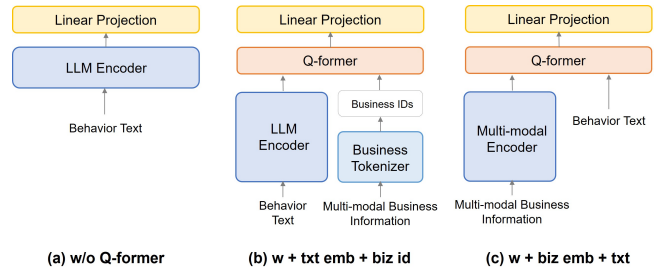 Linear Projection
LLM Encoder
Behavior Text
(a) w/o Q-former
Linear Projection
Q-former
LLM
Encoder
Business IDs
Business
Tokenizer
Behavior
Text
Multi-modal Business
Information
(b) w + txt emb + biz id
Linear Projection
Q-former
Multi-modal
Encoder
Behavior Text
Multi-modal Business
Information
(c) w + biz emb + txt